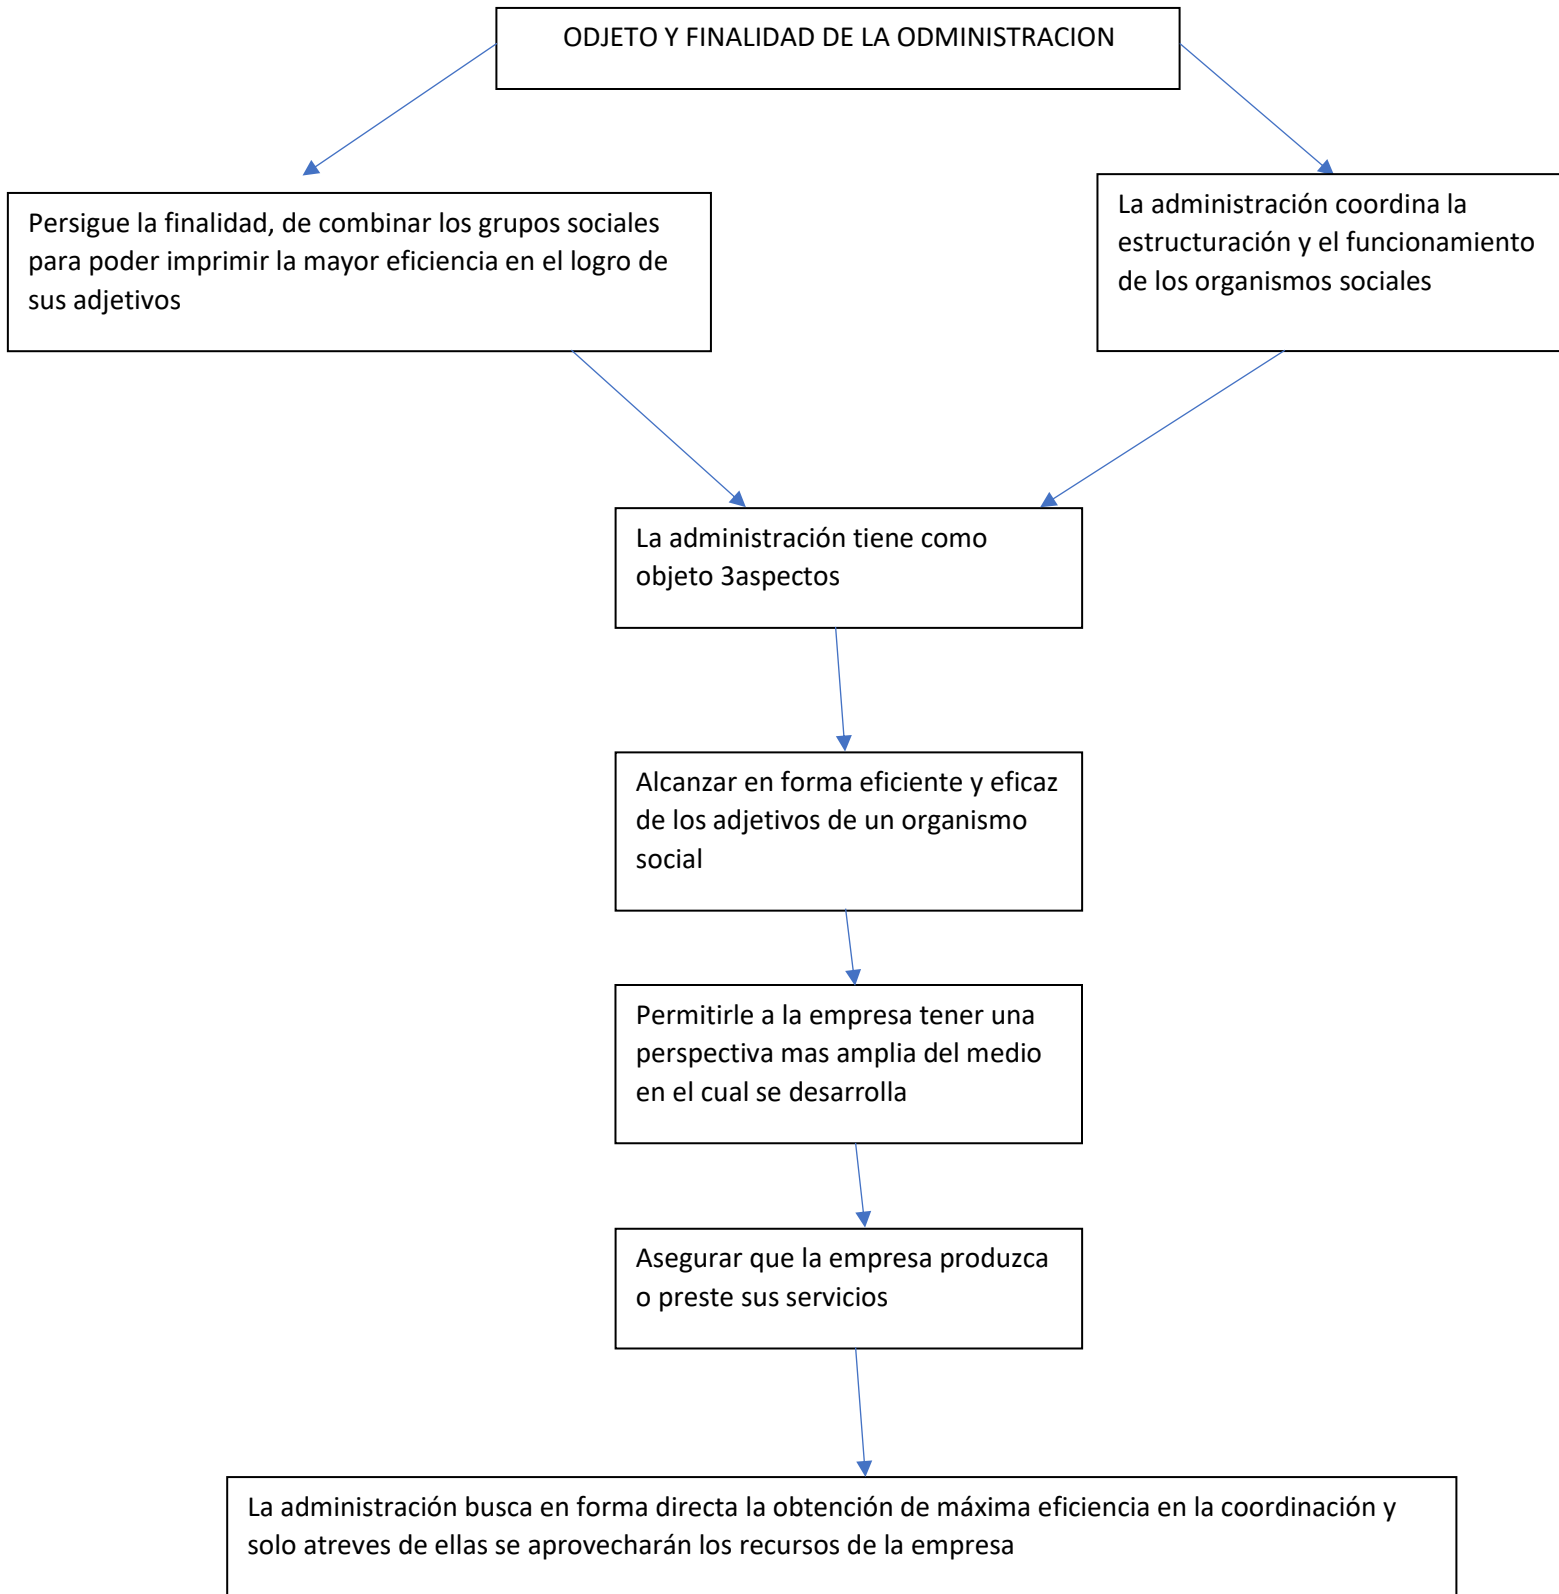 ODJETO Y FINALIDAD DE LA ODMINISTRACION
Persigue la finalidad, de combinar los grupos sociales
para poder imprimir la mayor eficiencia en el logro de
sus adjetivos
La administración coordina la
estructuración y el funcionamiento
de los organismos sociales
La administración tiene como
objeto 3aspectos
Alcanzar en forma eficiente y eficaz
de los adjetivos de un organismo
social
Permitirle a la empresa tener una
perspectiva mas amplia del medio
en el cual se desarrolla
Asegurar que la empresa produzca
o preste sus servicios
La administración busca en forma directa la obtención de máxima eficiencia en la coordinación y
solo atreves de ellas se aprovecharán los recursos de la empresa